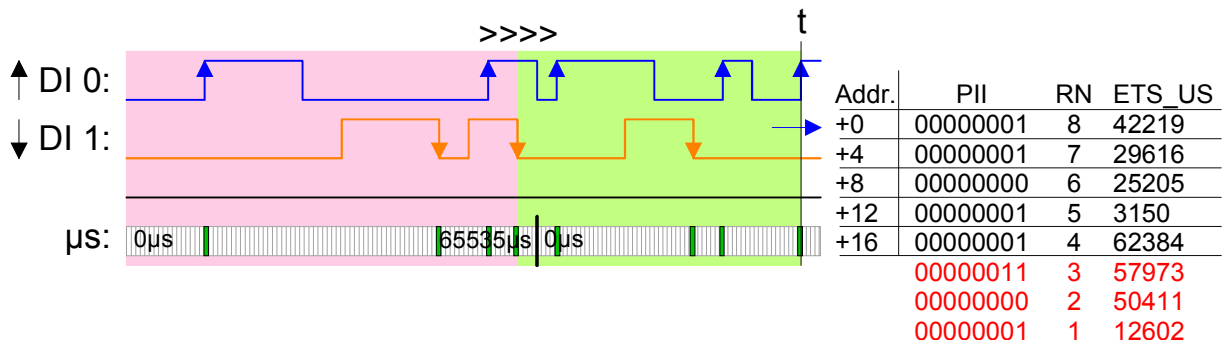 >>>>
t
DI 0:
DI 1:
µs:
0µs
65535µs
0µs
Addr. PII RN ETS_US
+0 00000001 8 42219
+4 00000001 7 29616
+8 00000000 6 25205
+12 00000001 5 3150
+16 00000001 4 62384
00000011 3 57973
00000000 2 50411
00000001 1 12602